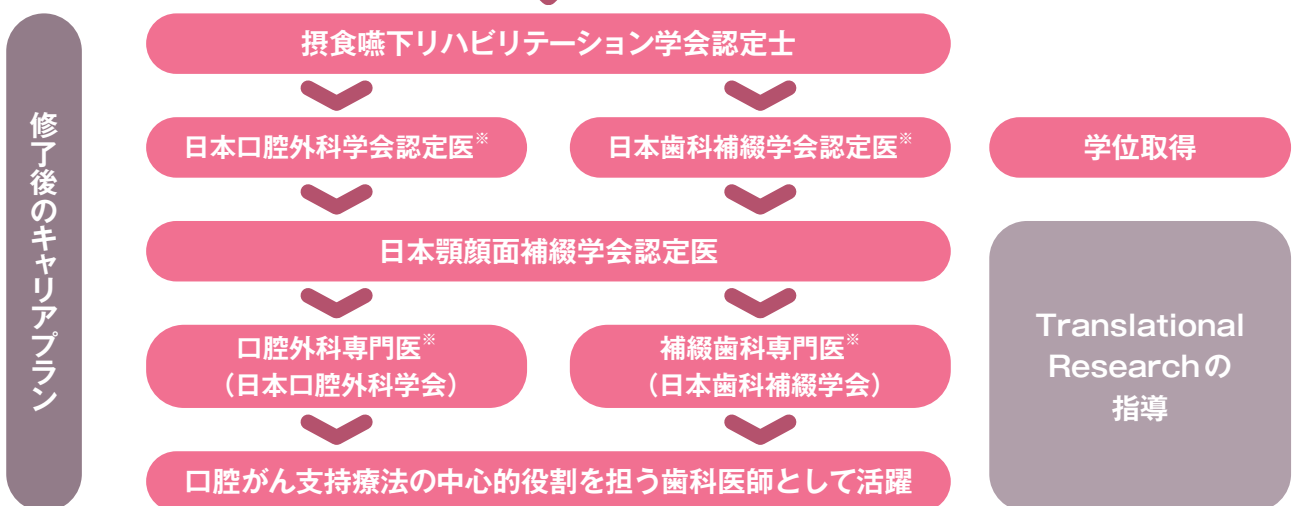 修了後のキャリアプラン
摂食嚥下リハビリテーション学会認定士
日本口腔外科学会認定医※
日本歯科補綴学会認定医※
学位取得
日本顎顔面補綴学会認定医
口腔外科専門医※
（日本口腔外科学会）
補綴歯科専門医※
（日本歯科補綴学会）
Translational
Researchの
指導
口腔がん支持療法の中心的役割を担う歯科医師として活躍